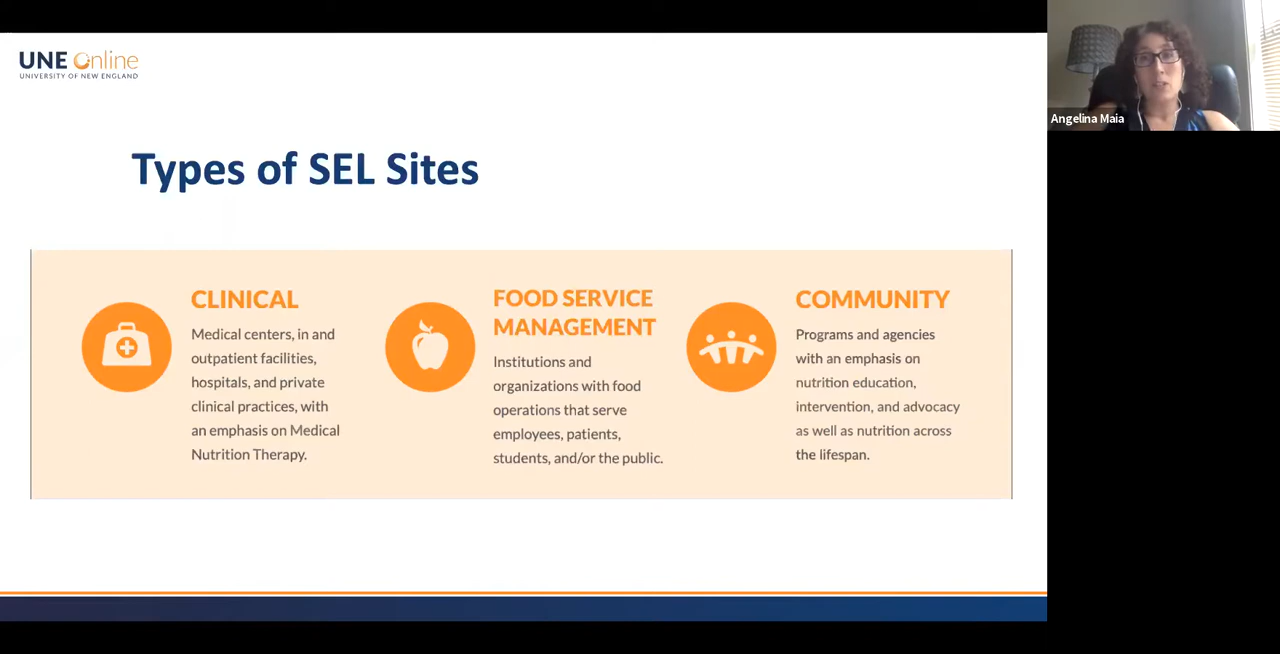 UNE Online
UNIVERSITY OF NEW ENGLAND
Angelina Maia
Types of SEL Sites
CLINICAL
Medical centers, in and
outpatient facilities,
hospitals, and private
clinical practices, with
an emphasis on Medical
Nutrition Therapy.
FOOD SERVICE
MANAGEMENT
Institutions and
organizations with food
operations that serve
employees, patients,
students, and/or the public.
COMMUNITY
Programs and agencies
with an emphasis on
nutrition education,
intervention, and advocacy
as well as nutrition across
the lifespan.